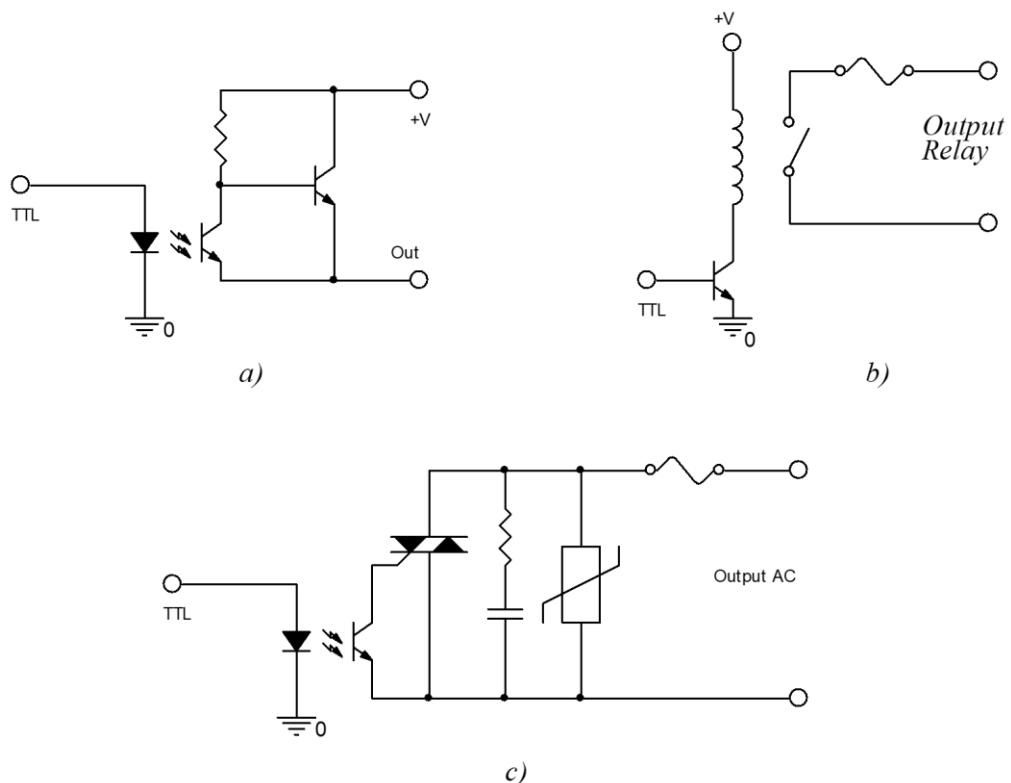 +V
TTL
Out
0
a)
+V
Output
Relay
TTL
0
b)
TTL
0
Output AC
c)